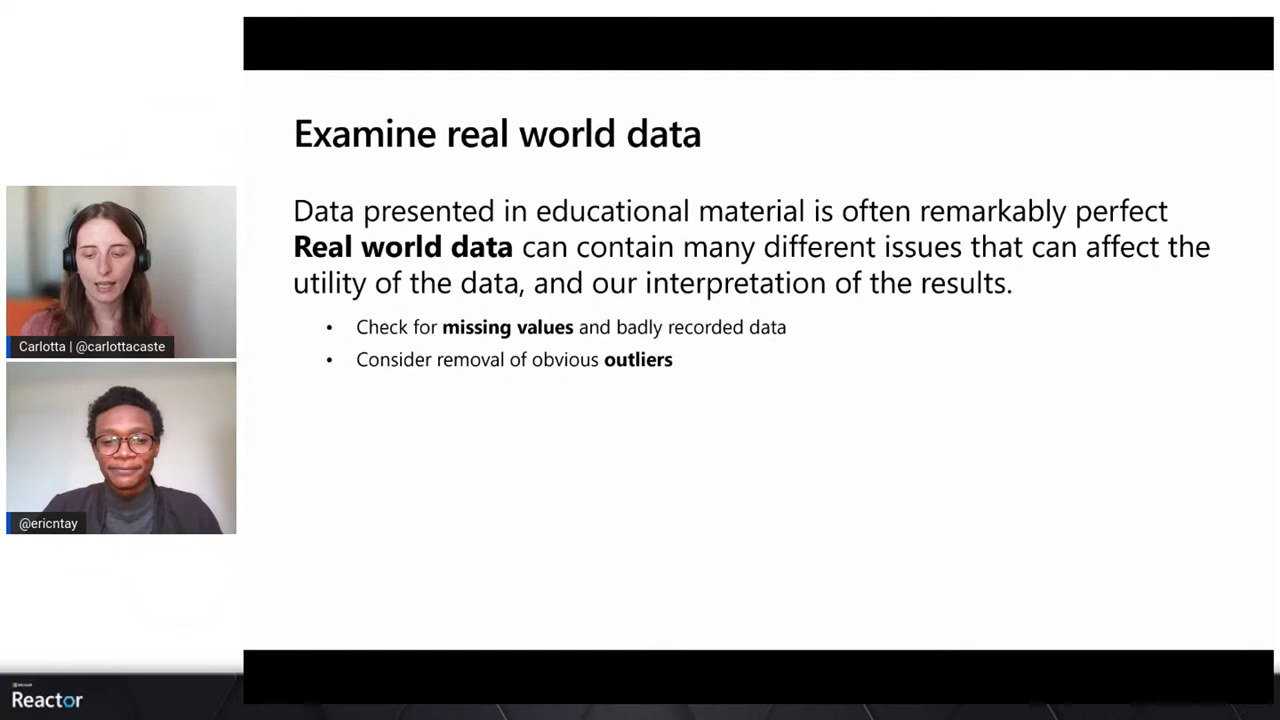 Examine real world data
Data presented in educational material is often remarkably perfect
Real world data can contain many different issues that can affect the
utility of the data, and our interpretation of the results.
• Check for missing values and badly recorded data
• Consider removal of obvious outliers
Carlotta | @carlottacaste
@ericntay
Microsoft
Reactor